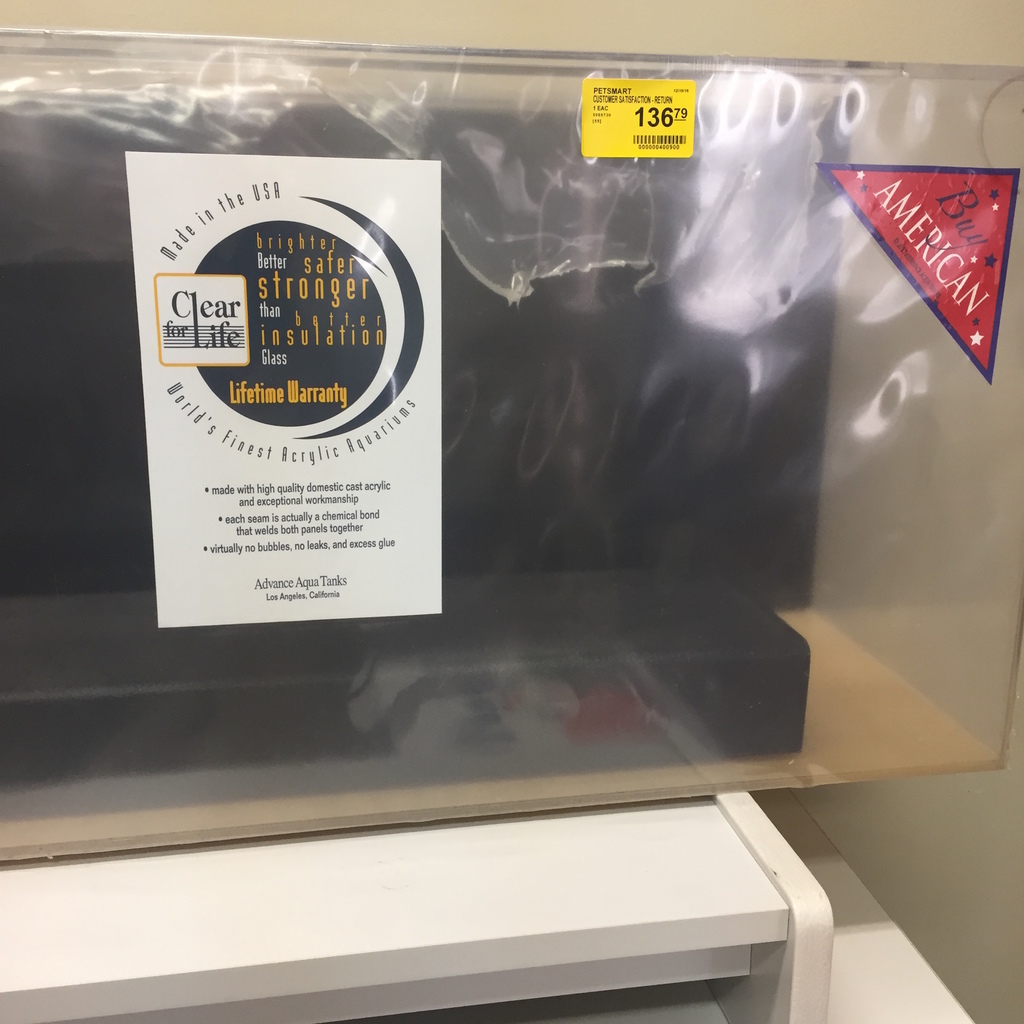 PETSMART
CUSTOMER SATISFACTION - RETURN
1 EAC
136 79
000000400900
Buy
AMERICAN
Made in the USA
brighter
Better safer
stronger
than better
insulation
Glass
Lifetime Warranty
Clear
for Life
World's Finest Acrylic Aquariums
• made with high quality domestic cast acrylic
and exceptional workmanship
• each seam is actually a chemical bond
that welds both panels together
• virtually no bubbles, no leaks, and excess glue
Advance Aqua Tanks
Los Angeles, California